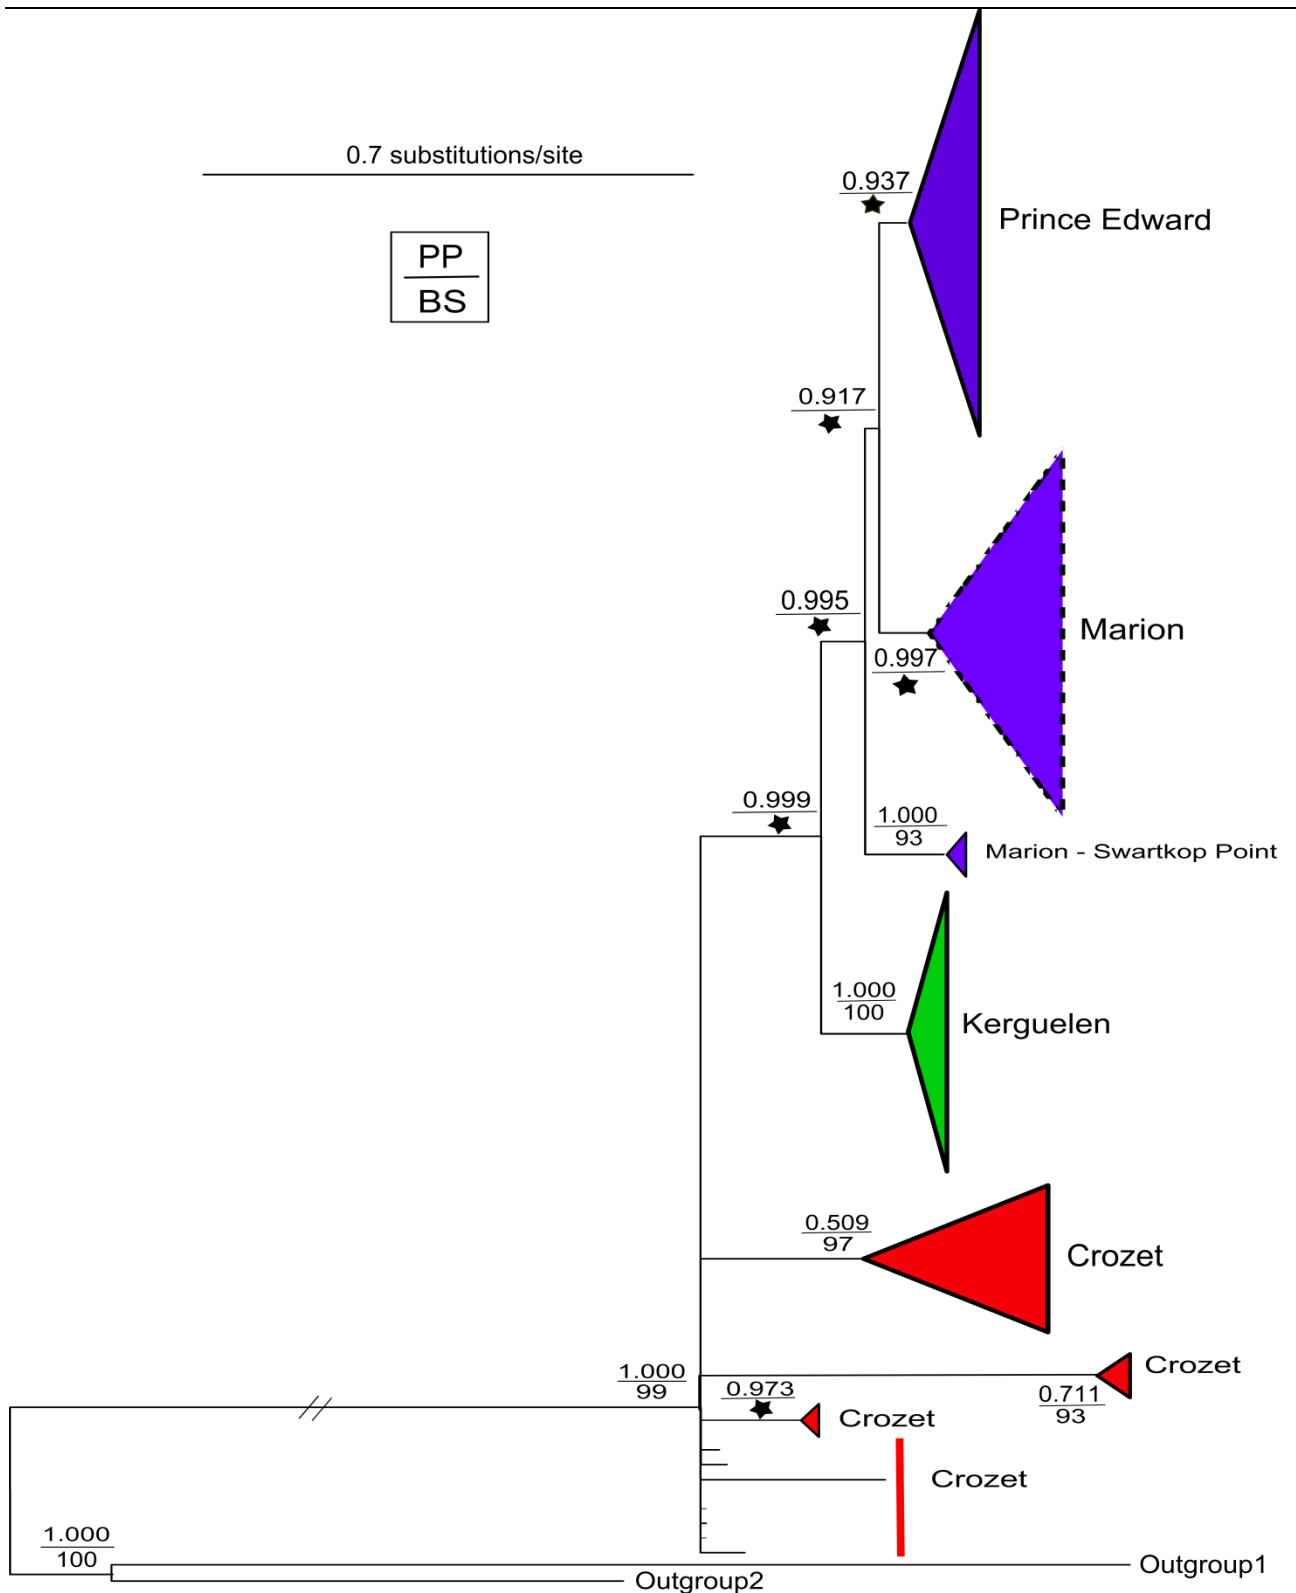 0.7 substitutions/site
PP
BS
0.937
Prince Edward
0.917
0.995
0.997
Marion
0.999
1.000
93
Marion - Swartkop Point
1.000
100
Kerguelen
0.509
97
Crozet
1.000
99
0.973
Crozet
0.711
93
Crozet
Crozet
1.000
100
Outgroup1
Outgroup2